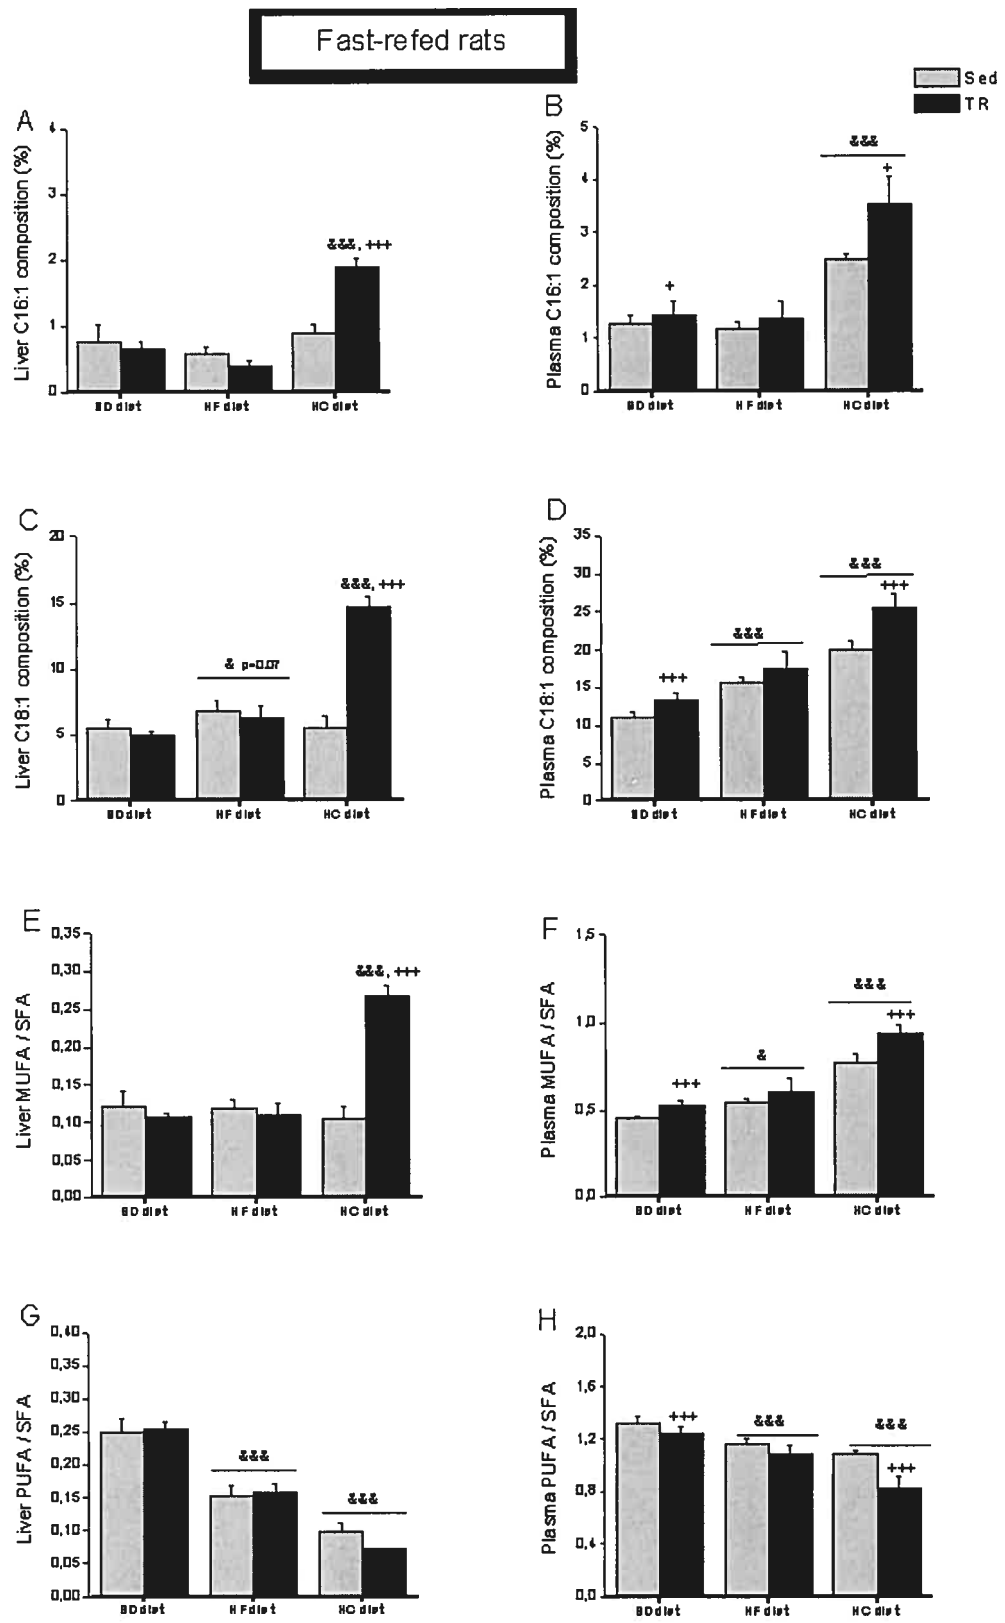 Fast-refed rats
Sed
TR
A
Liver C16:1 composition (%)
4
3
2
1
0
&&&, +++
SD diet
HF diet
HC diet
B
Plasma C16:1 composition (%)
5
4
3
2
1
0
+
&&&
+
SD diet
HF diet
HC diet
C
Liver C18:1 composition (%)
20
15
10
5
0
& p=0.07
&&&, +++
SD diet
HF diet
HC diet
D
Plasma C18:1 composition (%)
35
30
25
20
15
10
5
0
+++
&&&
&&&
+++
SD diet
HF diet
HC diet
E
Liver MUFA / SFA
0,35
0,30
0,25
0,20
0,15
0,10
0,05
0,00
&&&, +++
SD diet
HF diet
HC diet
F
Plasma MUFA / SFA
1,5
1,0
0,5
0,0
+++
&
&&&
+++
SD diet
HF diet
HC diet
G
Liver PUFA / SFA
0,40
0,35
0,30
0,25
0,20
0,15
0,10
0,05
0,00
&&&
&&&
SD diet
HF diet
HC diet
H
Plasma PUFA / SFA
2,0
1,6
1,2
0,8
0,4
0,0
+++
&&&
&&&
+++
SD diet
HF diet
HC diet